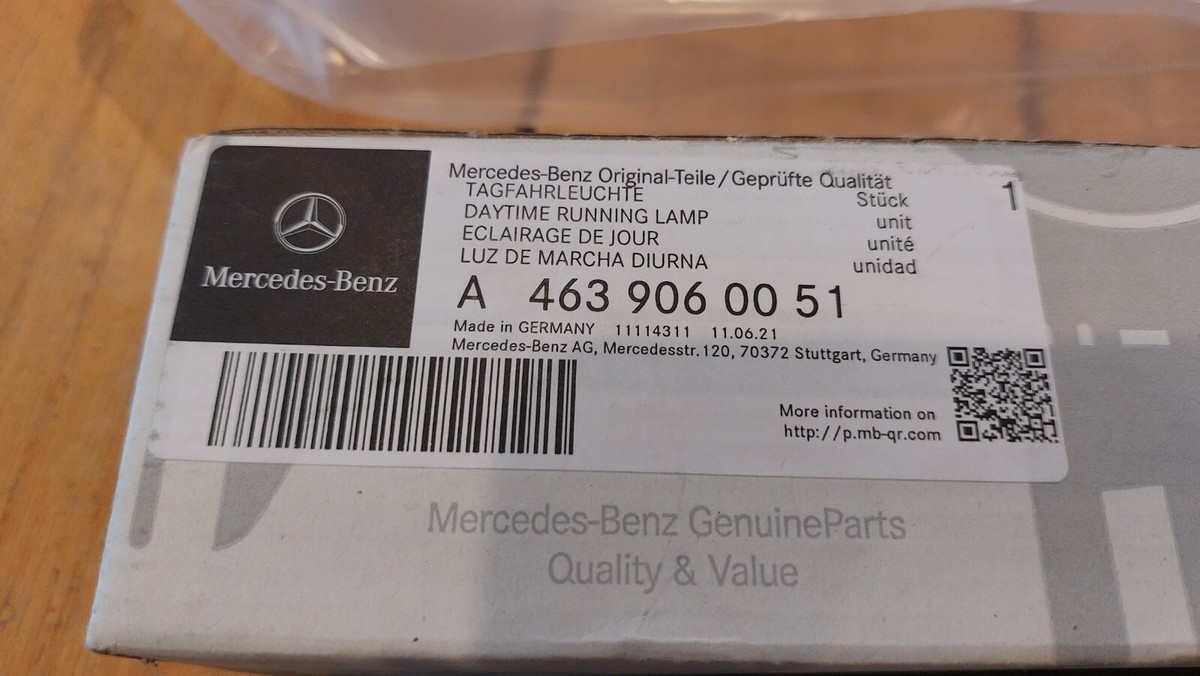 Mercedes-Benz
Mercedes-Benz Original-Teile/Geprüfte Qualität
TAGFAHRLEUCHTE Stück 1
DAYTIME RUNNING LAMP unit
ECLAIRAGE DE JOUR unité
LUZ DE MARCHA DIURNA unidad
A 463 906 00 51
Made in GERMANY 11114311 11.06.21
Mercedes-Benz AG, Mercedesstr.120, 70372 Stuttgart, Germany
More information on
http://p.mb-qr.com
Mercedes-Benz GenuineParts
Quality & Value